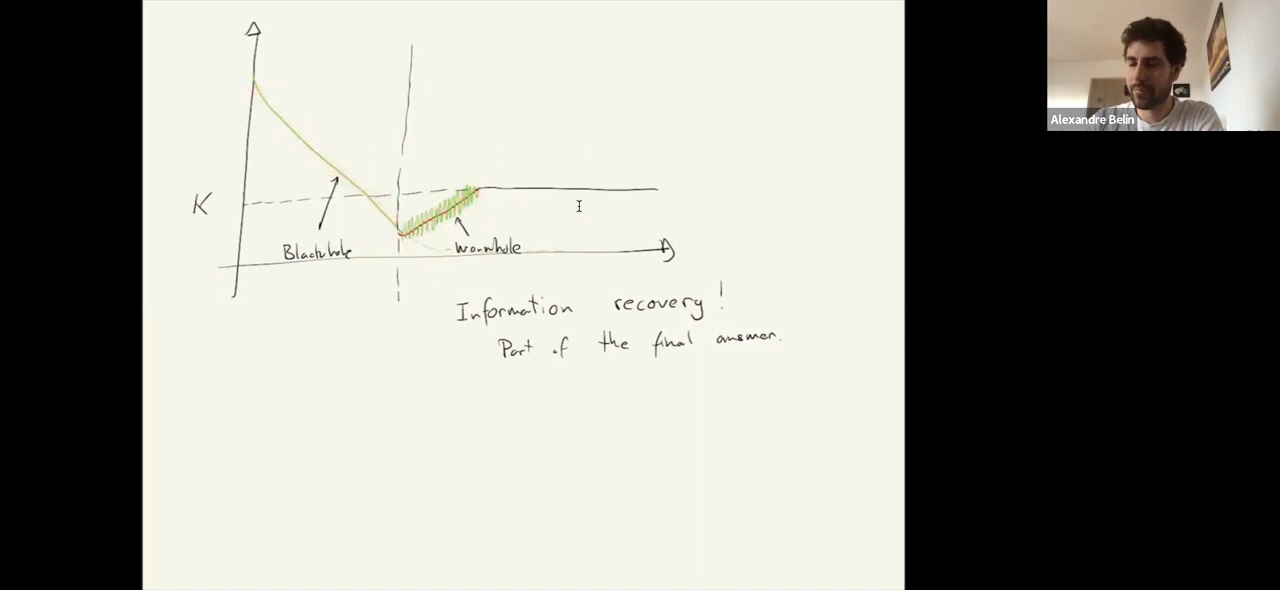 Alexandre Belin
K
Blackhole
Wormhole
Information recovery!
Part of the final answer.